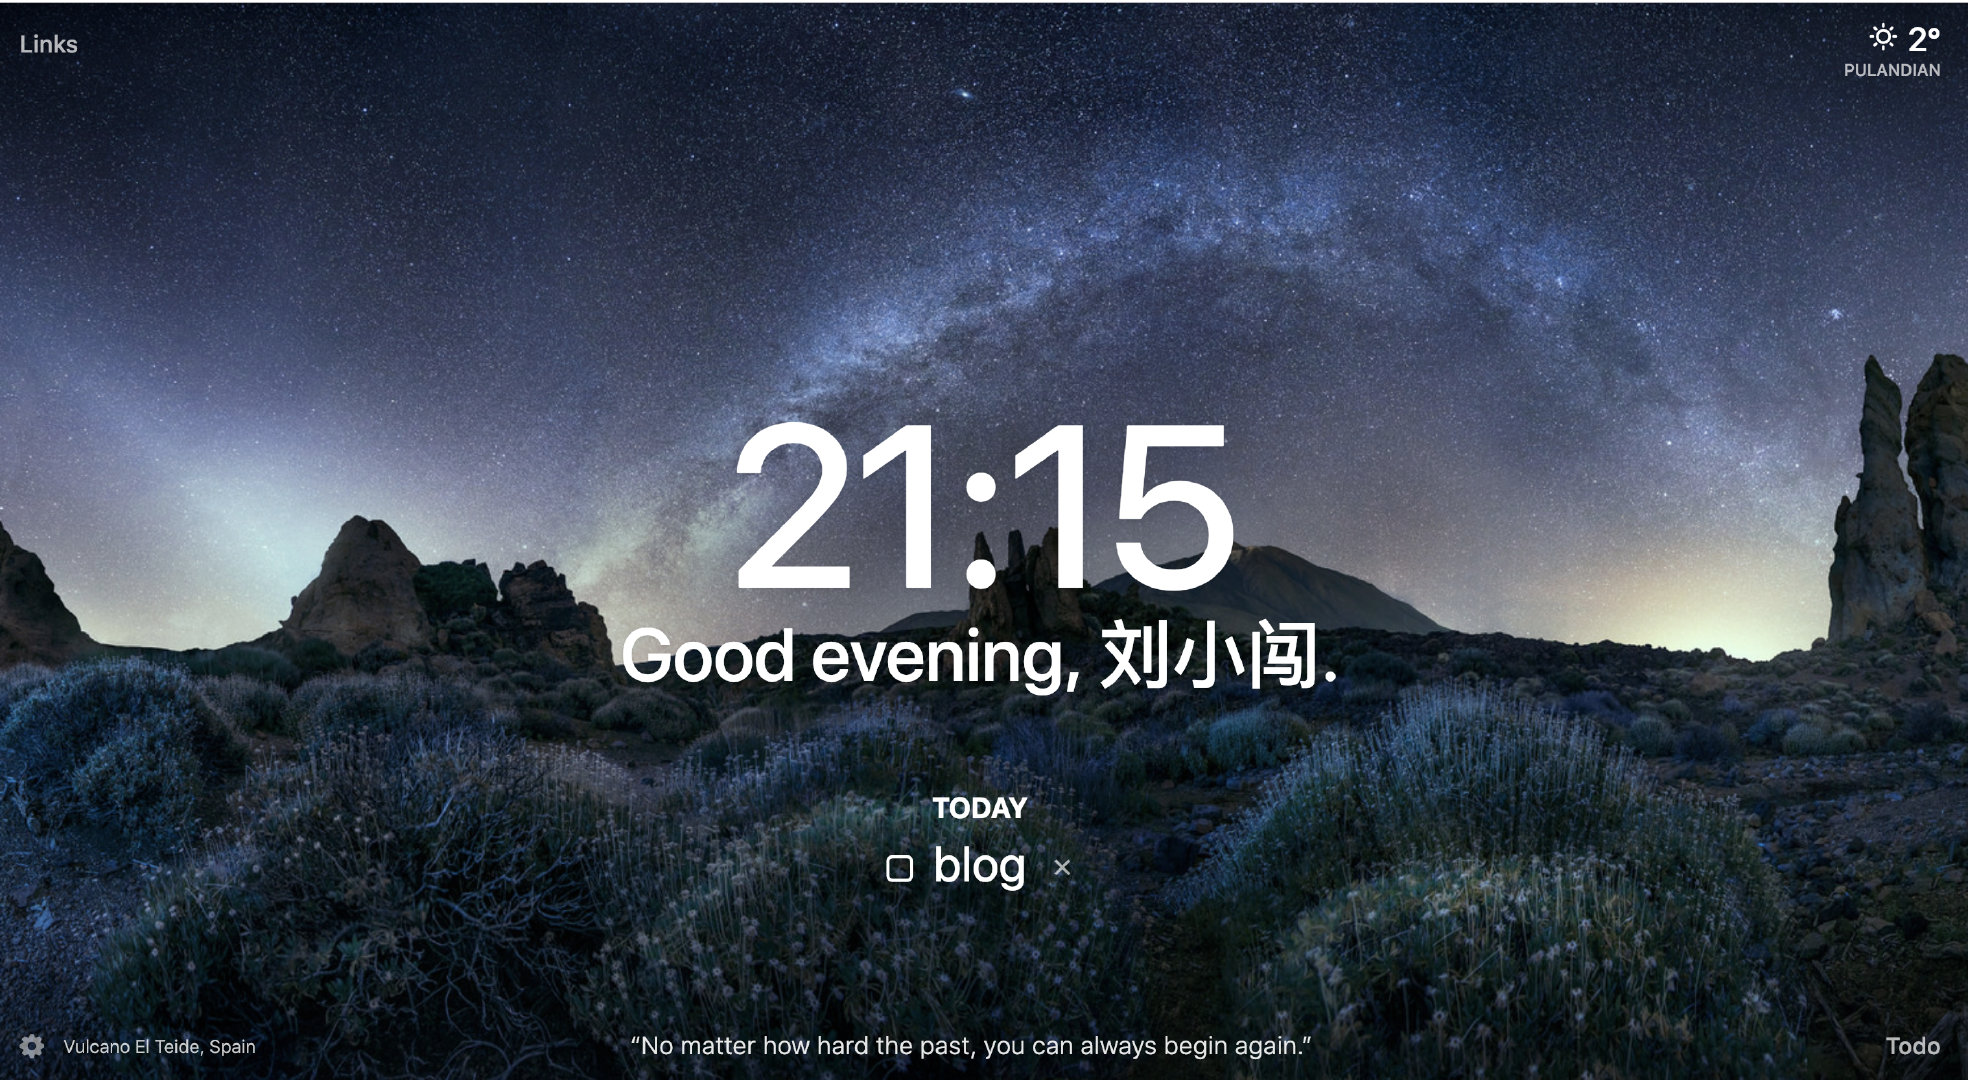 Links
2°
PULANDIAN
21:15
Good evening, 刘小闯.
TODAY
blog
Vulcano El Teide, Spain
“No matter how hard the past, you can always begin again.”
Todo